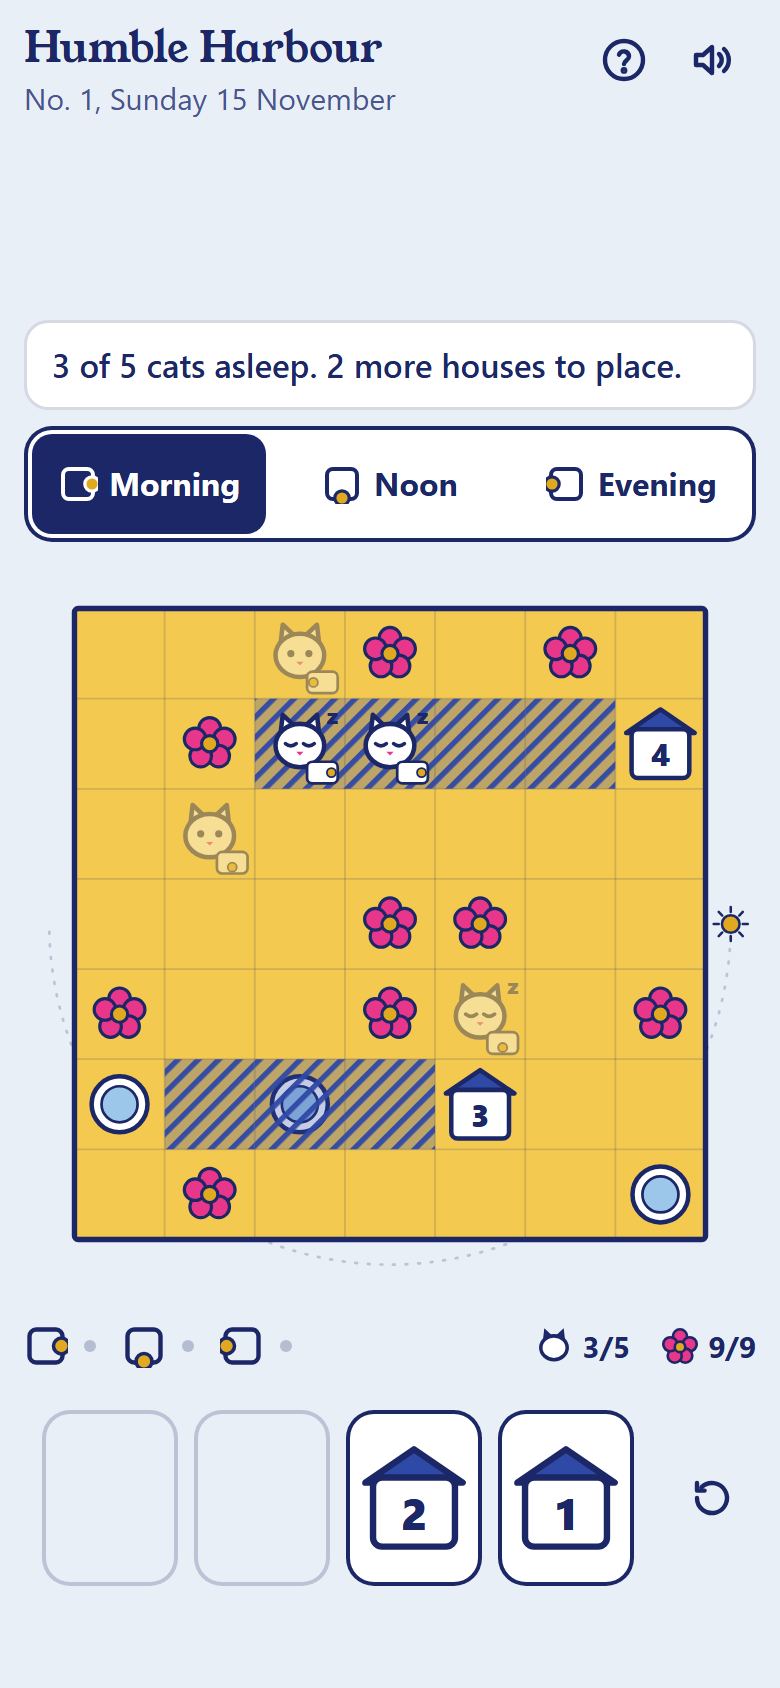 Humble Harbour
No. 1, Sunday 15 November
3 of 5 cats asleep. 2 more houses to place.
Morning Noon Evening
z z
4
z
3
3/5 9/9
2 1